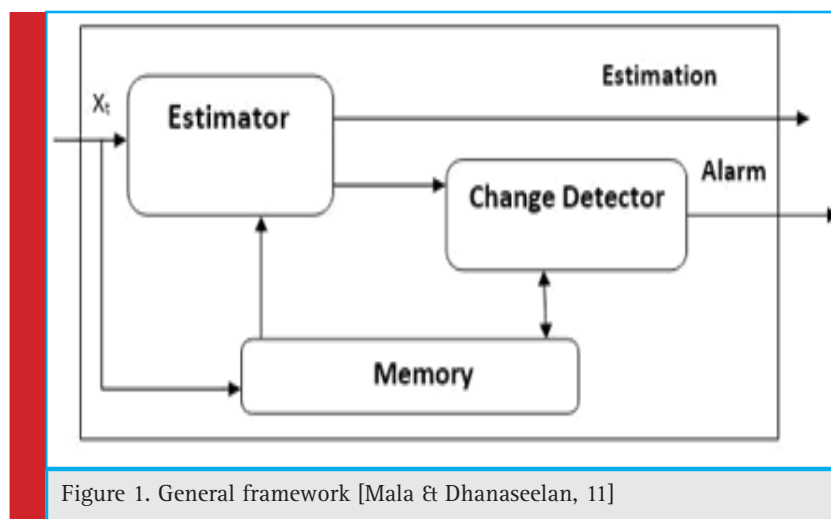 Estimation
Xt
Estimator
Alarm
Change Detector
Memory
Figure 1. General framework [Mala & Dhanaseelan, 11]